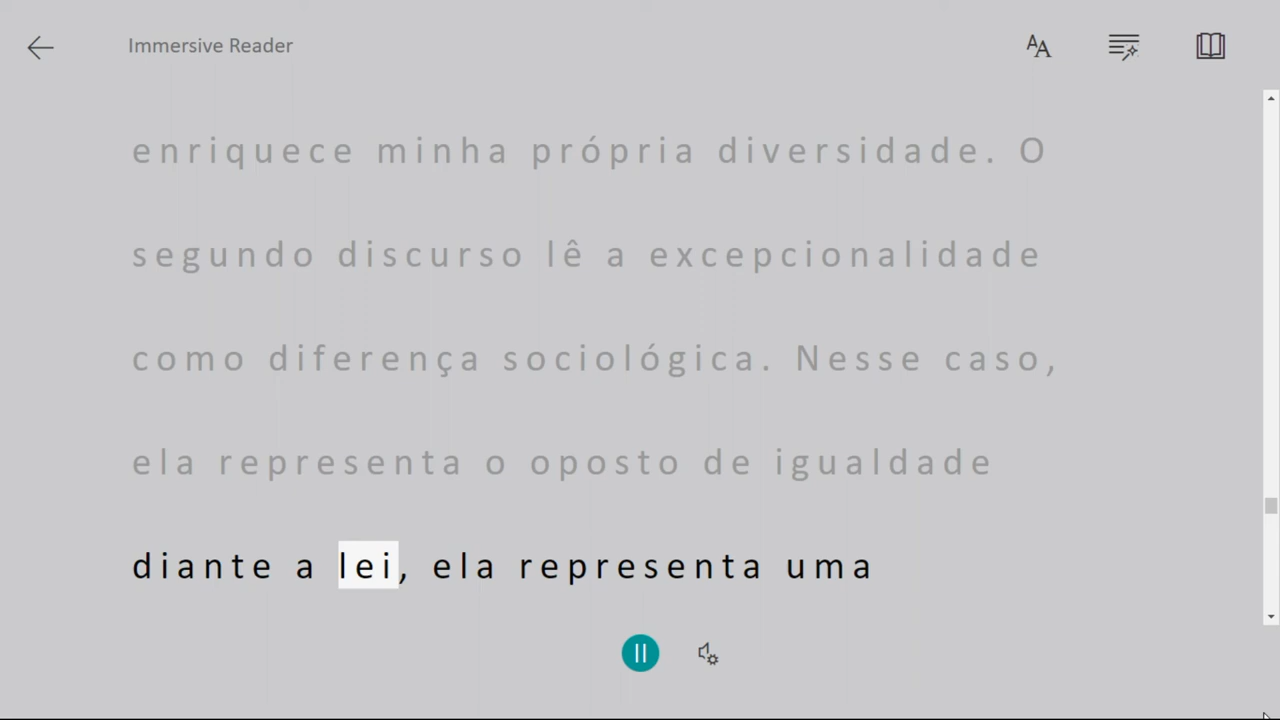 Immersive Reader
enriquece minha própria diversidade. O
segundo discurso lê a excepcionalidade
como diferença sociológica. Nesse caso,
ela representa o oposto de igualdade
diante a lei, ela representa uma